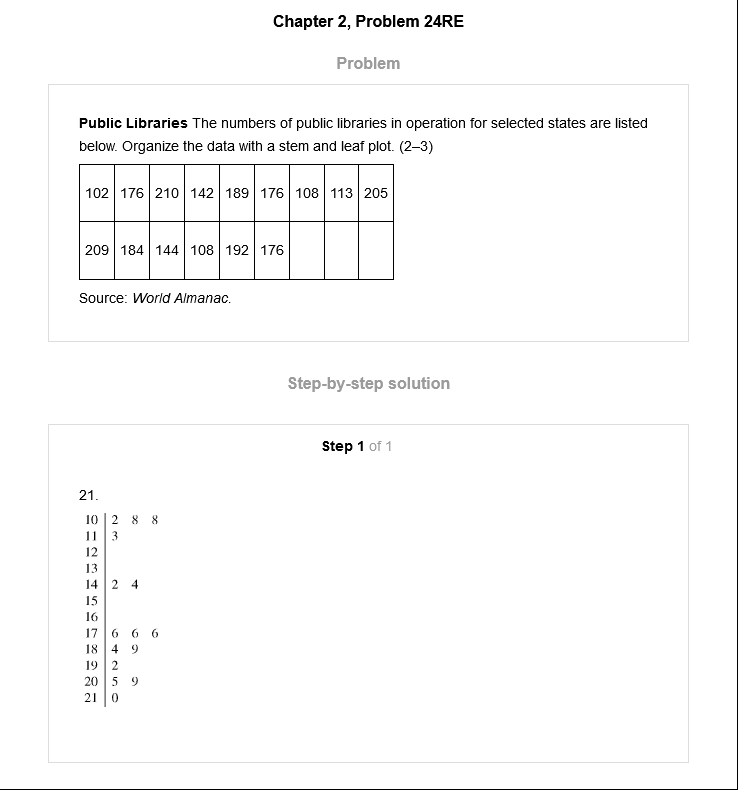 Chapter 2, Problem 24RE
Problem
Public Libraries The numbers of public libraries in operation for selected states are listed
below. Organize the data with a stem and leaf plot. (2–3)
102 176 210 142 189 176 108 113 205
209 184 144 108 192 176
Source: World Almanac.
Step-by-step solution
Step 1 of 1
21.
10 2 8 8
11 3
12
13
14 2 4
15
16
17 6 6 6
18 4 9
19 2
20 5 9
21 0